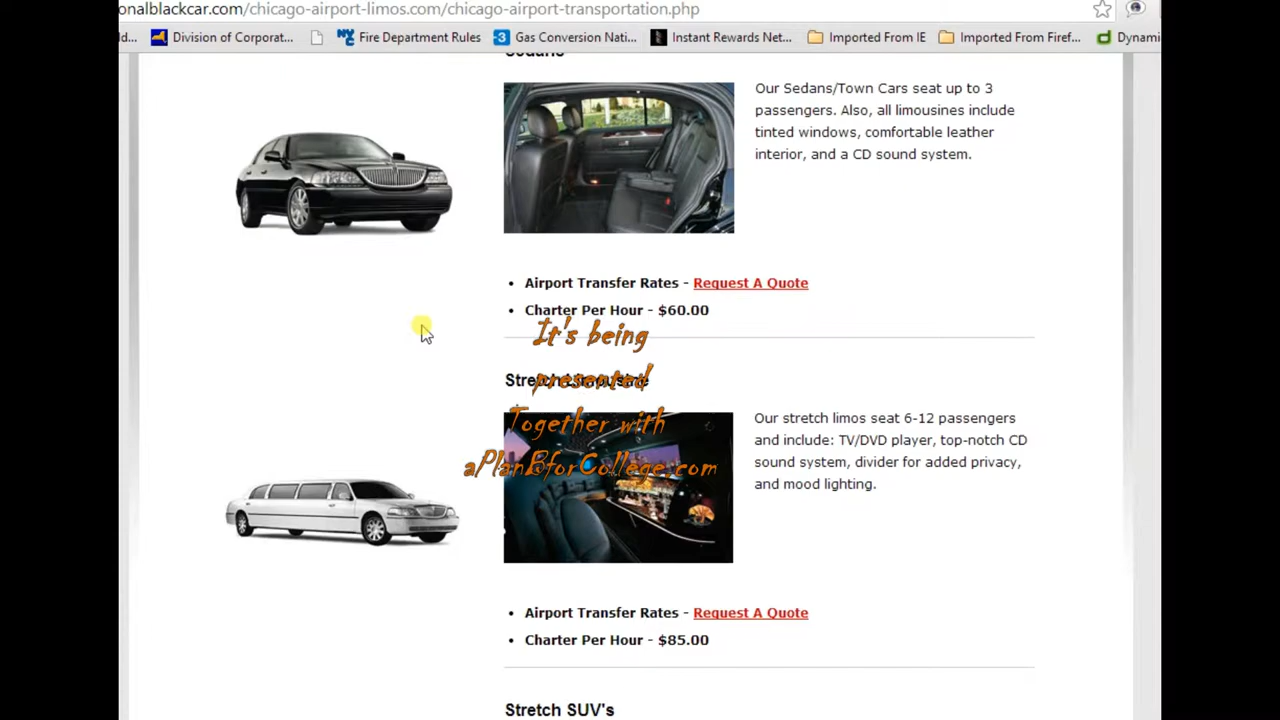 onalblackcar.com/chicago-airport-limos.com/chicago-airport-transportation.php
ld... Division of Corporat... Fire Department Rules Gas Conversion Nati... Instant Rewards Net... Imported From IE Imported From Firef... Dynami
Sedans
Our Sedans/Town Cars seat up to 3
passengers. Also, all limousines include
tinted windows, comfortable leather
interior, and a CD sound system.
• Airport Transfer Rates - Request A Quote
• Charter Per Hour - $60.00
It's being
presented
Together with
aPlanBforCollege.com
Stretch Limousine
Our stretch limos seat 6-12 passengers
and include: TV/DVD player, top-notch CD
sound system, divider for added privacy,
and mood lighting.
• Airport Transfer Rates - Request A Quote
• Charter Per Hour - $85.00
Stretch SUV's